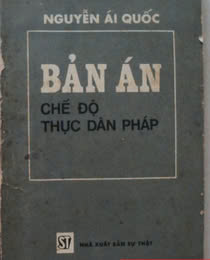 NGUYỄN ÁI QUỐC
BẢN ÁN
CHẾ ĐỘ
THỰC DÂN PHÁP
ST
NHÀ XUẤT BẢN SỰ THẬT